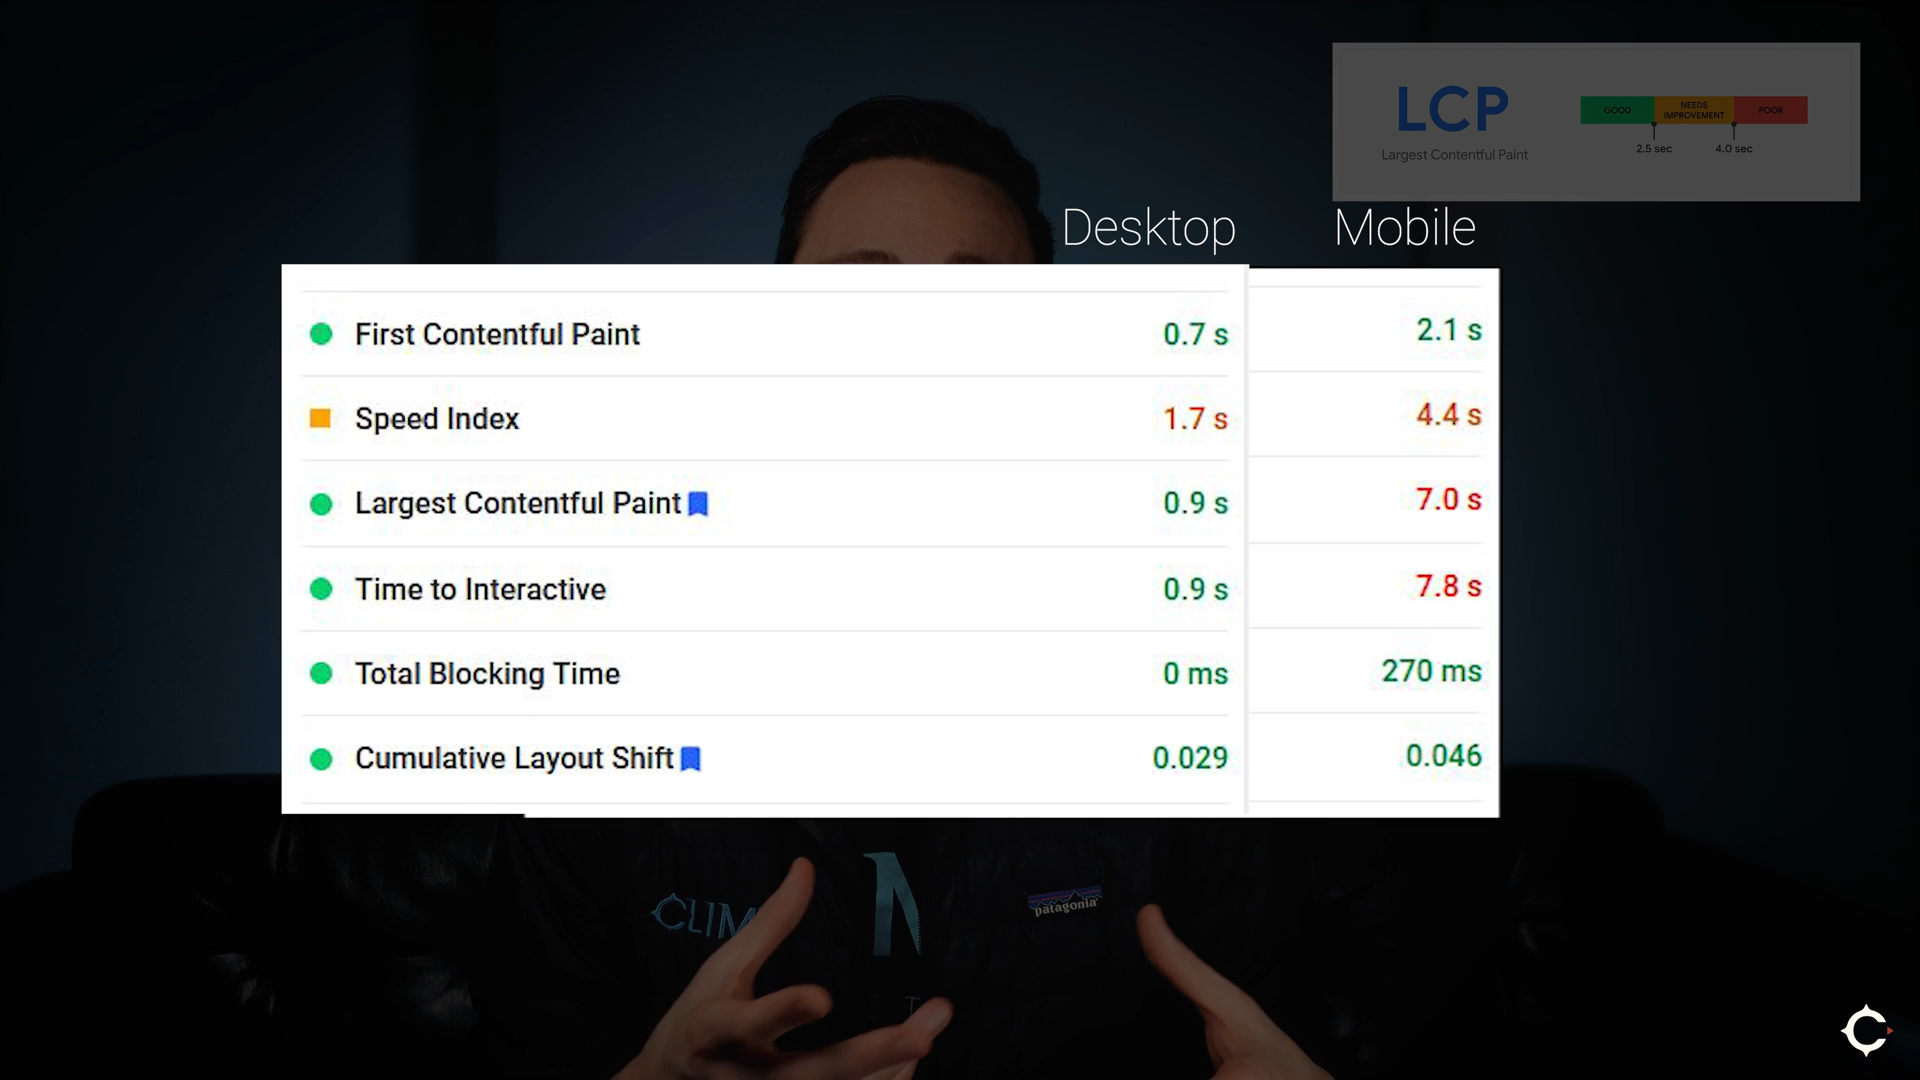 LCP
Largest Contentful Paint
GOOD
NEEDS IMPROVEMENT
POOR
2.5 sec
4.0 sec
Desktop Mobile
First Contentful Paint 0.7 s 2.1 s
Speed Index 1.7 s 4.4 s
Largest Contentful Paint 0.9 s 7.0 s
Time to Interactive 0.9 s 7.8 s
Total Blocking Time 0 ms 270 ms
Cumulative Layout Shift 0.029 0.046
patagonia